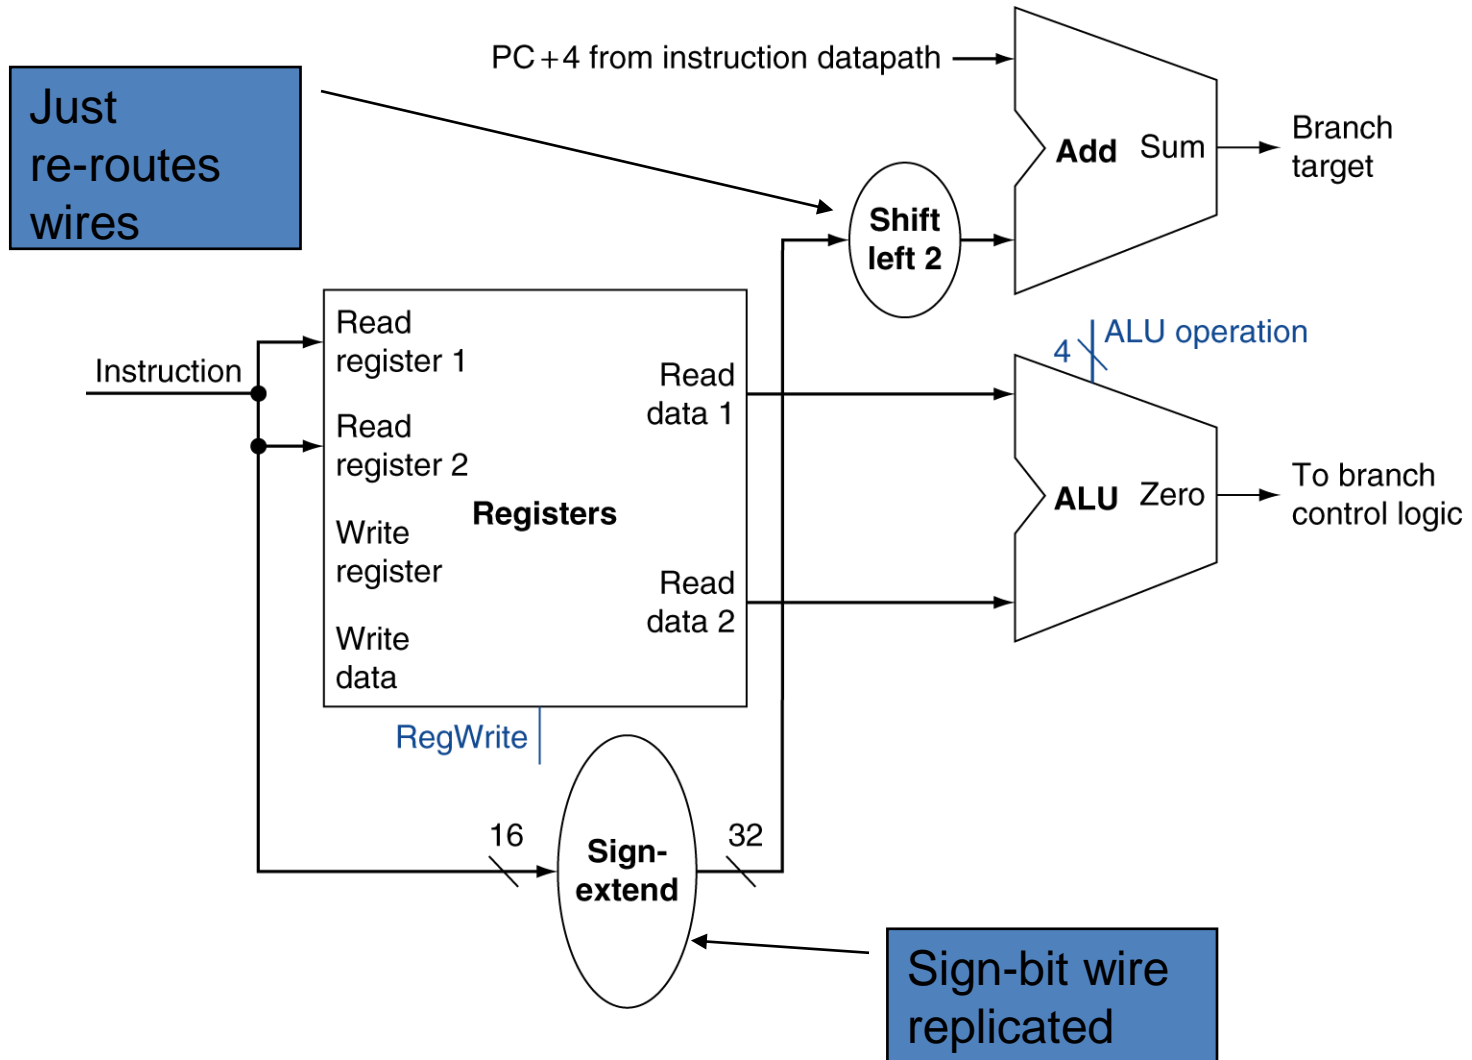 PC+4 from instruction datapath
Just
re-routes
wires
Add Sum
Branch
target
Shift
left 2
Instruction
Read
register 1
Read
register 2
Write
register
Write
data
Registers
Read
data 1
Read
data 2
RegWrite
4
ALU operation
ALU Zero
To branch
control logic
16
Sign-
extend
32
Sign-bit wire
replicated